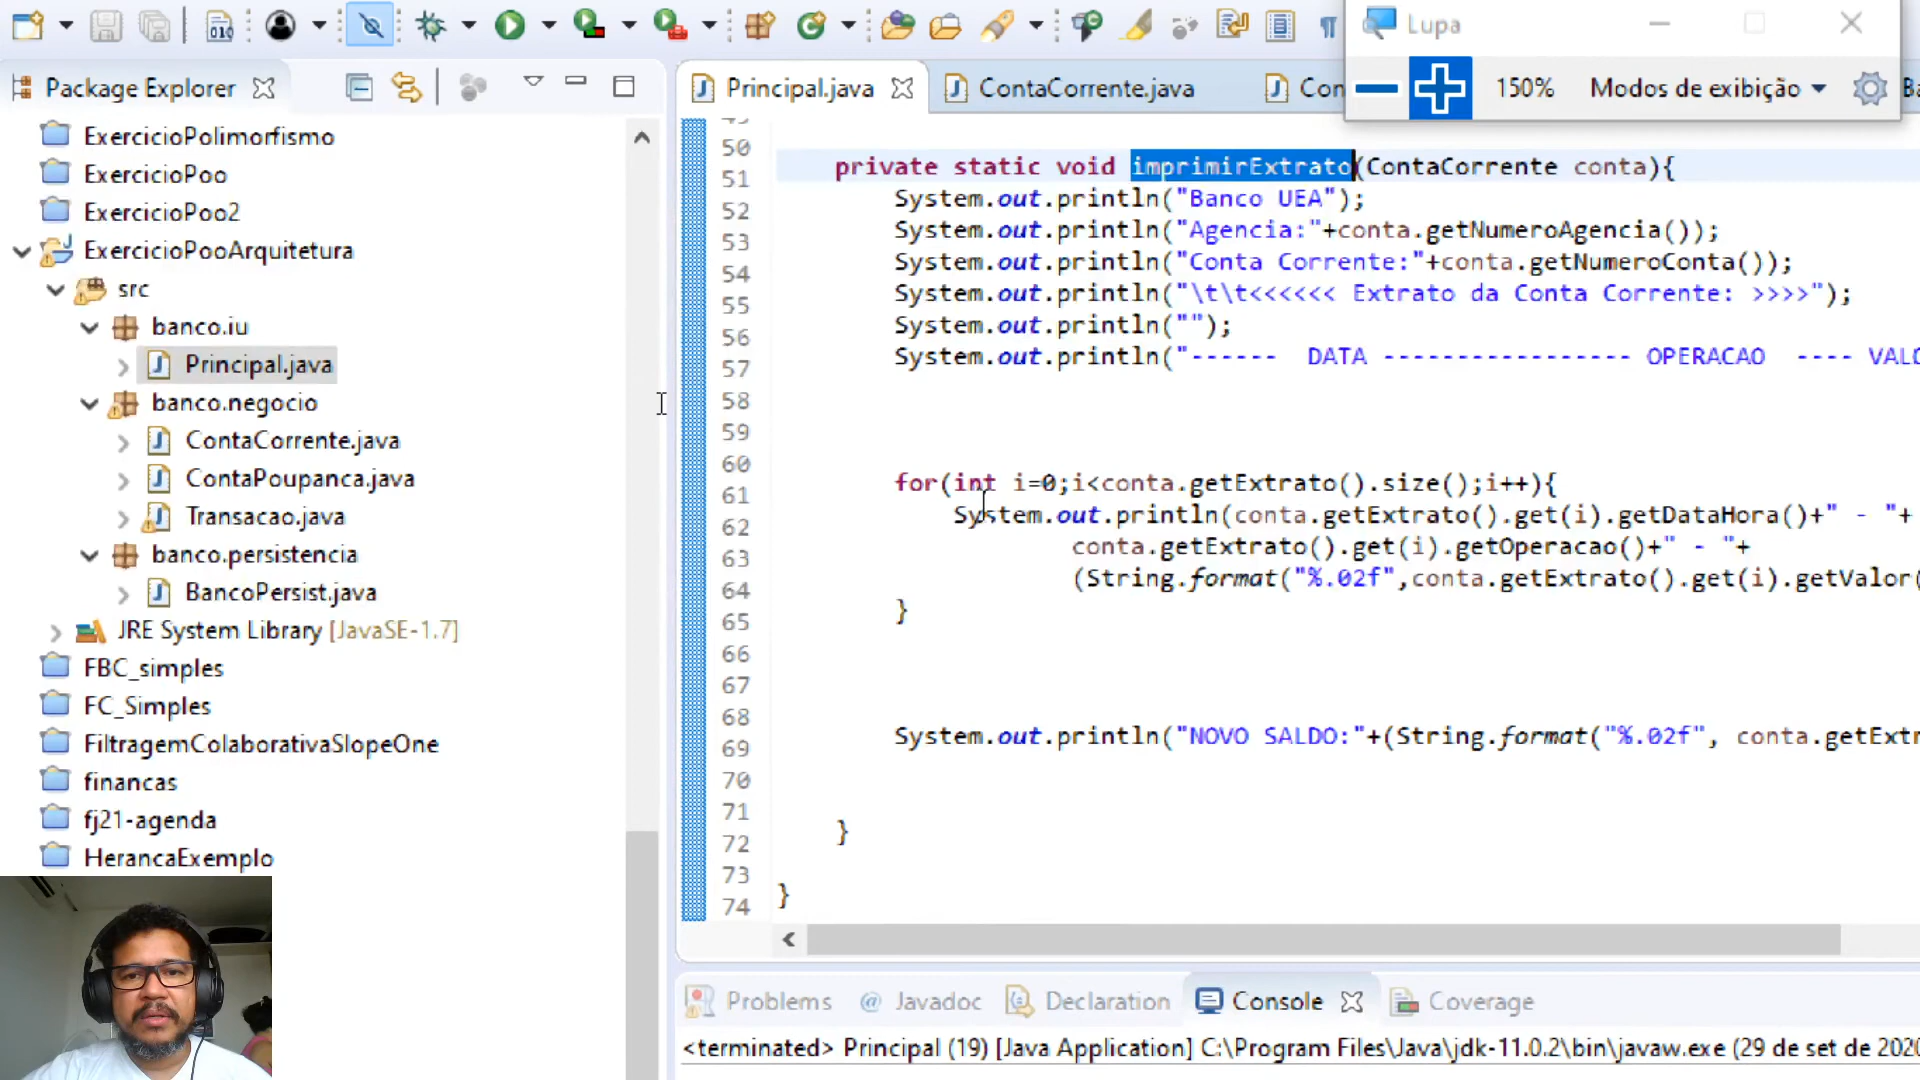 Lupa
150% Modos de exibição
Package Explorer
ExercicioPolimorfismo
ExercicioPoo
ExercicioPoo2
ExercicioPooArquitetura
src
banco.iu
Principal.java
banco.negocio
ContaCorrente.java
ContaPoupanca.java
Transacao.java
banco.persistencia
BancoPersist.java
JRE System Library [JavaSE-1.7]
FBC_simples
FC_Simples
FiltragemColaborativaSlopeOne
financas
fj21-agenda
HerancaExemplo
Principal.java ContaCorrente.java Con
50
51 private static void imprimirExtrato(ContaCorrente conta){
52 System.out.println("Banco UEA");
53 System.out.println("Agencia:"+conta.getNumeroAgencia());
54 System.out.println("Conta Corrente:"+conta.getNumeroConta());
55 System.out.println("\t\t<<<<<< Extrato da Conta Corrente: >>>>");
56 System.out.println("");
57 System.out.println("------ DATA ----------------- OPERACAO ---- VALO
58
59
60
61 for(int i=0;i<conta.getExtrato().size();i++){
62 System.out.println(conta.getExtrato().get(i).getDataHora()+" - "+
63 conta.getExtrato().get(i).getOperacao()+" - "+
64 (String.format("%.02f",conta.getExtrato().get(i).getValor(
65 }
66
67
68
69 System.out.println("NOVO SALDO:"+(String.format("%.02f", conta.getExtr
70
71
72 }
73
74 }
Problems Javadoc Declaration Console Coverage
<terminated> Principal (19) [Java Application] C:\Program Files\Java\jdk-11.0.2\bin\javaw.exe (29 de set de 2020